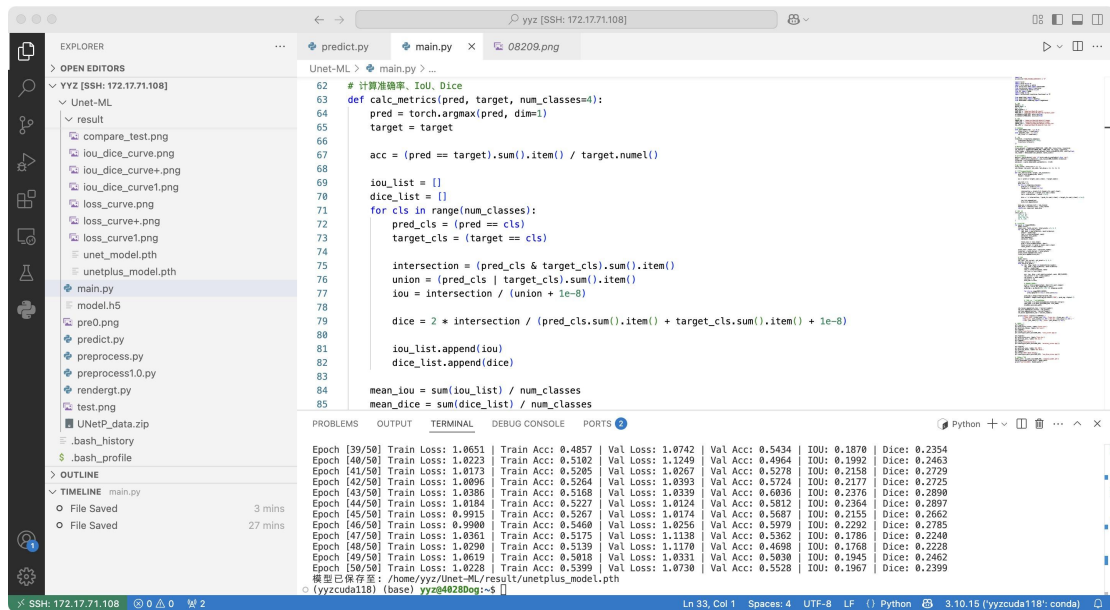 yyz [SSH: 172.17.71.108]
EXPLORER
OPEN EDITORS
YYZ [SSH: 172.17.71.108]
Unet-ML
result
compare_test.png
iou_dice_curve.png
iou_dice_curve+.png
iou_dice_curve1.png
loss_curve.png
loss_curve+.png
loss_curve1.png
unet_model.pth
unetplus_model.pth
main.py
model.h5
pre0.png
predict.py
preprocess.py
preprocess1.0.py
rendergt.py
test.png
UNetP_data.zip
.bash_history
.bash_profile
OUTLINE
TIMELINE main.py
File Saved 3 mins
File Saved 27 mins
predict.py main.py 08209.png
Unet-ML > main.py > ...
62 # 计算准确率、IoU、Dice
63 def calc_metrics(pred, target, num_classes=4):
64 pred = torch.argmax(pred, dim=1)
65 target = target
66
67 acc = (pred == target).sum().item() / target.numel()
68
69 iou_list = []
70 dice_list = []
71 for cls in range(num_classes):
72 pred_cls = (pred == cls)
73 target_cls = (target == cls)
74
75 intersection = (pred_cls & target_cls).sum().item()
76 union = (pred_cls | target_cls).sum().item()
77 iou = intersection / (union + 1e-8)
78
79 dice = 2 * intersection / (pred_cls.sum().item() + target_cls.sum().item() + 1e-8)
80
81 iou_list.append(iou)
82 dice_list.append(dice)
83
84 mean_iou = sum(iou_list) / num_classes
85 mean_dice = sum(dice_list) / num_classes
PROBLEMS OUTPUT TERMINAL DEBUG CONSOLE PORTS 2 Python
Epoch [39/50] Train Loss: 1.0651 | Train Acc: 0.4857 | Val Loss: 1.0742 | Val Acc: 0.5434 | IOU: 0.1870 | Dice: 0.2354
Epoch [40/50] Train Loss: 1.0223 | Train Acc: 0.5102 | Val Loss: 1.1249 | Val Acc: 0.4964 | IOU: 0.1992 | Dice: 0.2463
Epoch [41/50] Train Loss: 1.0173 | Train Acc: 0.5205 | Val Loss: 1.0267 | Val Acc: 0.5278 | IOU: 0.2158 | Dice: 0.2729
Epoch [42/50] Train Loss: 1.0096 | Train Acc: 0.5264 | Val Loss: 1.0393 | Val Acc: 0.5724 | IOU: 0.2177 | Dice: 0.2725
Epoch [43/50] Train Loss: 1.0386 | Train Acc: 0.5168 | Val Loss: 1.0339 | Val Acc: 0.6036 | IOU: 0.2376 | Dice: 0.2890
Epoch [44/50] Train Loss: 1.0184 | Train Acc: 0.5227 | Val Loss: 1.0124 | Val Acc: 0.5812 | IOU: 0.2364 | Dice: 0.2897
Epoch [45/50] Train Loss: 0.9915 | Train Acc: 0.5267 | Val Loss: 1.0174 | Val Acc: 0.5687 | IOU: 0.2155 | Dice: 0.2662
Epoch [46/50] Train Loss: 0.9900 | Train Acc: 0.5460 | Val Loss: 1.0256 | Val Acc: 0.5979 | IOU: 0.2292 | Dice: 0.2785
Epoch [47/50] Train Loss: 1.0361 | Train Acc: 0.5175 | Val Loss: 1.1138 | Val Acc: 0.5362 | IOU: 0.1786 | Dice: 0.2240
Epoch [48/50] Train Loss: 1.0290 | Train Acc: 0.5139 | Val Loss: 1.1170 | Val Acc: 0.4698 | IOU: 0.1768 | Dice: 0.2228
Epoch [49/50] Train Loss: 1.0619 | Train Acc: 0.5018 | Val Loss: 1.0331 | Val Acc: 0.5030 | IOU: 0.1945 | Dice: 0.2462
Epoch [50/50] Train Loss: 1.0228 | Train Acc: 0.5399 | Val Loss: 1.0730 | Val Acc: 0.5528 | IOU: 0.1967 | Dice: 0.2399
模型已保存至: /home/yyz/Unet-ML/result/unetplus_model.pth
(yyzcuda118) (base) yyz@4028Dog:~$
SSH: 172.17.71.108 0 0 2 Ln 33, Col 1 Spaces: 4 UTF-8 LF Python 3.10.15 ('yyzcuda118': conda)